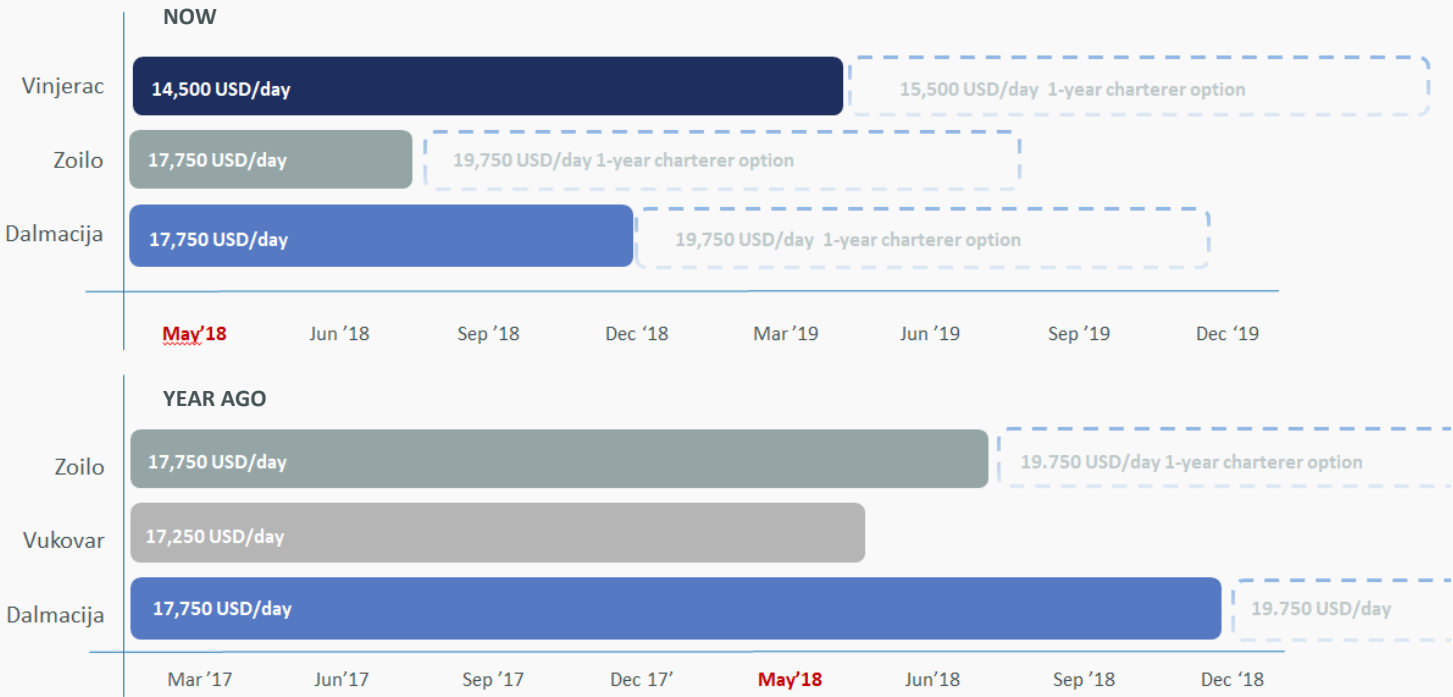 NOW
Vinjerac
14,500 USD/day
15,500 USD/day 1-year charterer option
Zoilo
17,750 USD/day
19,750 USD/day 1-year charterer option
Dalmacija
17,750 USD/day
19,750 USD/day 1-year charterer option
May'18 Jun '18 Sep '18 Dec ‘18 Mar ’19 Jun ’19 Sep ’19 Dec ‘19
YEAR AGO
Zoilo
17,750 USD/day
19.750 USD/day 1-year charterer option
Vukovar
17,250 USD/day
Dalmacija
17,750 USD/day
19.750 USD/day
Mar ’17 Jun’17 Sep ’17 Dec 17’ May’18 Jun’18 Sep ’18 Dec ‘18